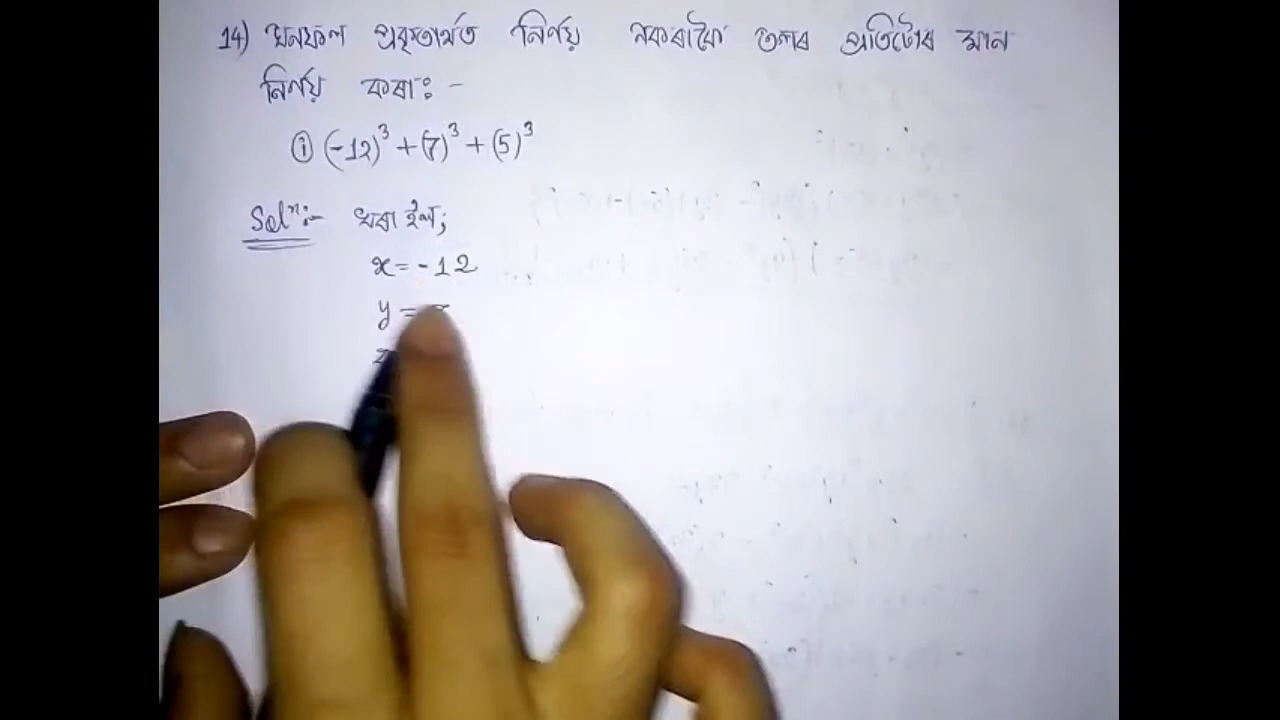 14) ঘনফল প্ৰকৃতাৰ্থত নিৰ্ণয় নকৰাকৈ তলৰ প্ৰতিটোৰ মান
নিৰ্ণয় কৰাঃ-
ⓘ (-12)³ + (7)³ + (5)³
Solⁿ:- ধৰা হ'ল;
x = -12
y =
z